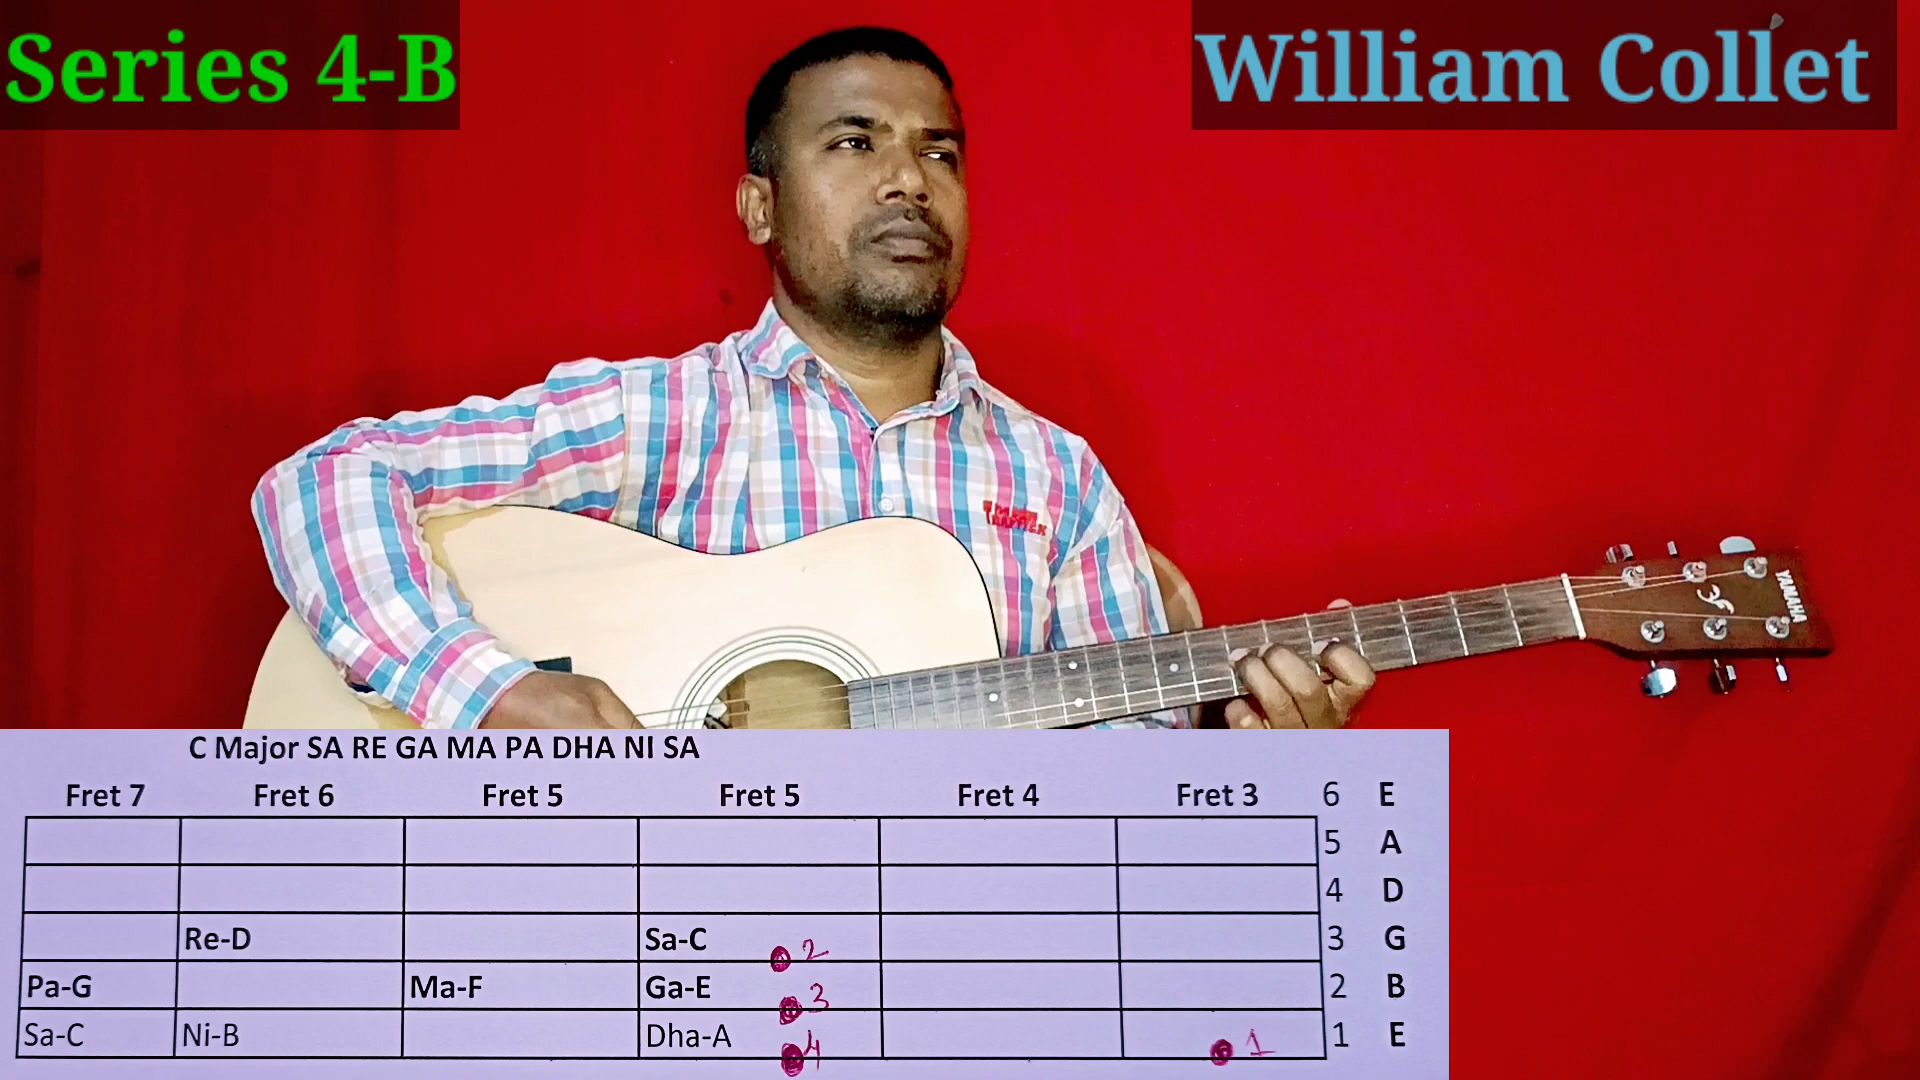 Series 4-B
William Collet
YAMAHA
C Major SA RE GA MA PA DHA NI SA
Fret 7 Fret 6 Fret 5 Fret 5 Fret 4 Fret 3 6 E
5 A
4 D
Re-D Sa-C 2 3 G
Pa-G Ma-F Ga-E 3 2 B
Sa-C Ni-B Dha-A 4 1 1 E